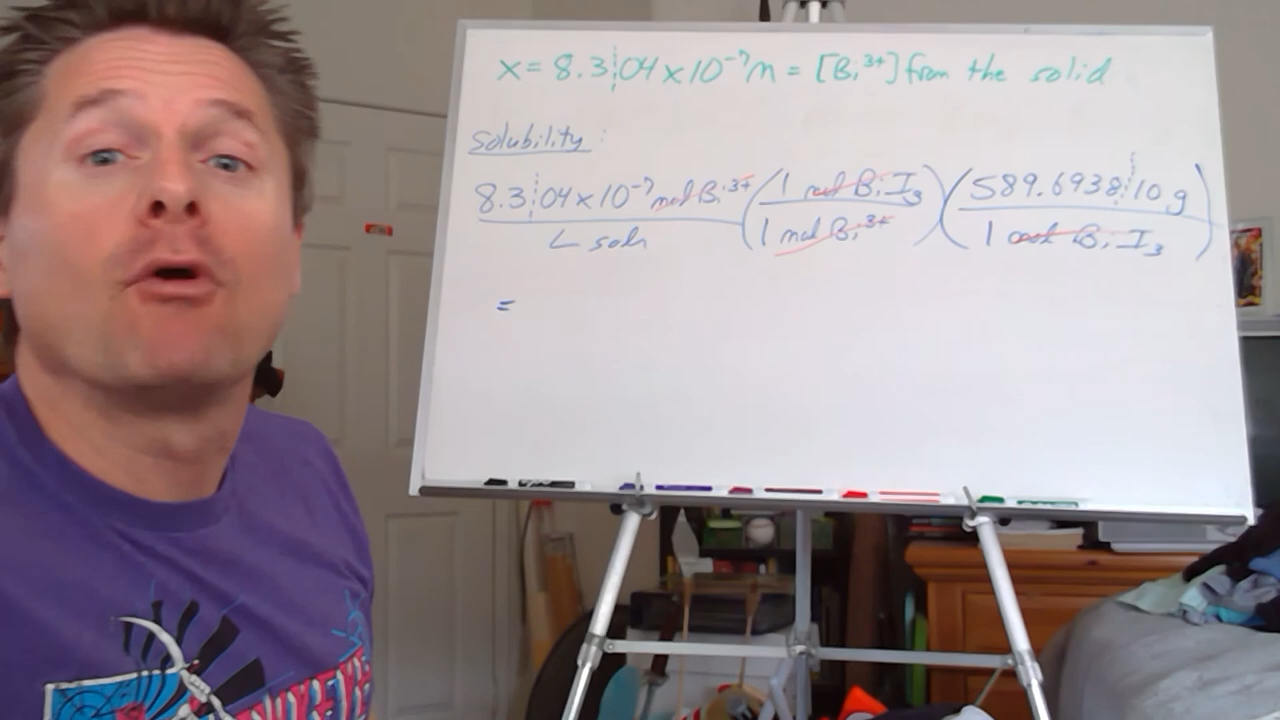 x = 8.304 x 10⁻⁷ M = [Bi³⁺] from the solid
Solubility:
8.304 x 10⁻⁷ mol Bi³⁺ / L soln (1 mol BiI₃ / 1 mol Bi³⁺) (589.693810 g / 1 mol BiI₃)
=